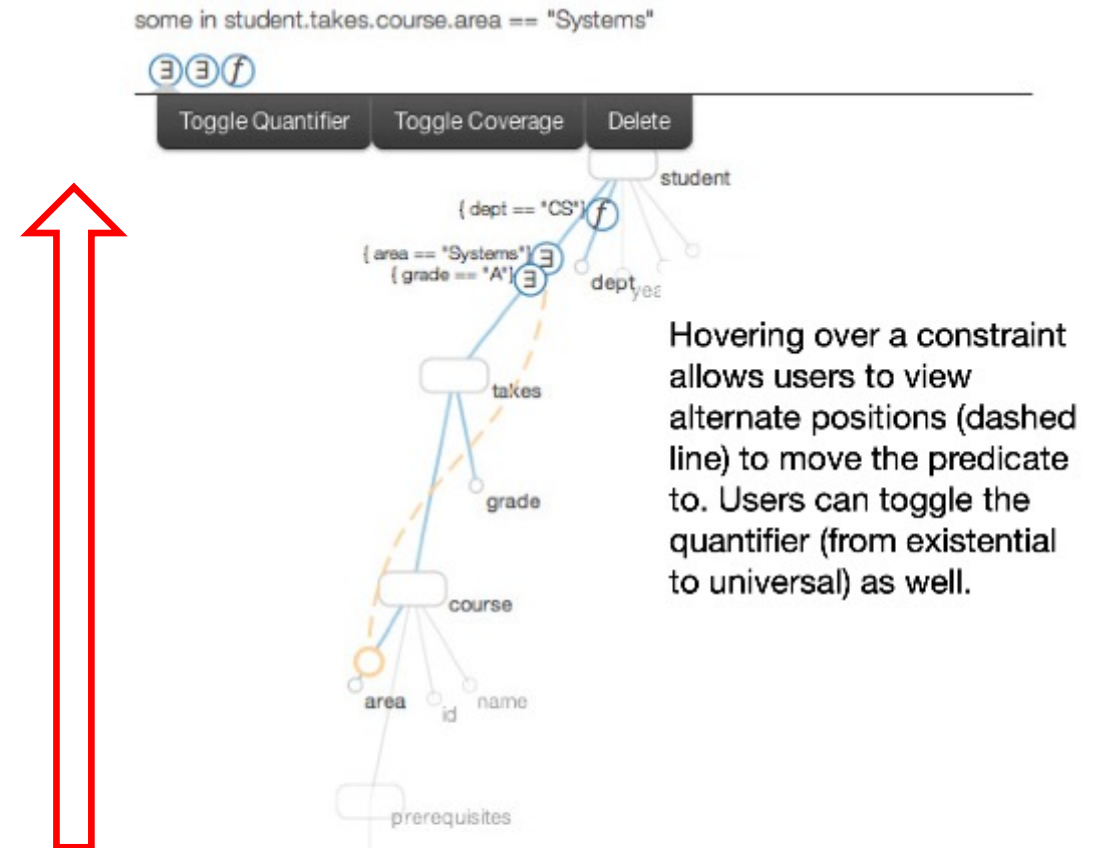 some in student.takes.course.area == "Systems"
∃ ∃ ƒ
Toggle Quantifier Toggle Coverage Delete
student
{ dept == "CS"} ƒ
{ area == "Systems"} ∃
{ grade == "A"} ∃
dept
takes
grade
course
area
id
name
prerequisites
Hovering over a constraint
allows users to view
alternate positions (dashed
line) to move the predicate
to. Users can toggle the
quantifier (from existential
to universal) as well.